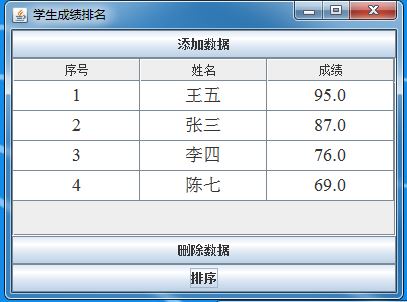 学生成绩排名
添加数据
序号 姓名 成绩
1 王五 95.0
2 张三 87.0
3 李四 76.0
4 陈七 69.0
删除数据
排序